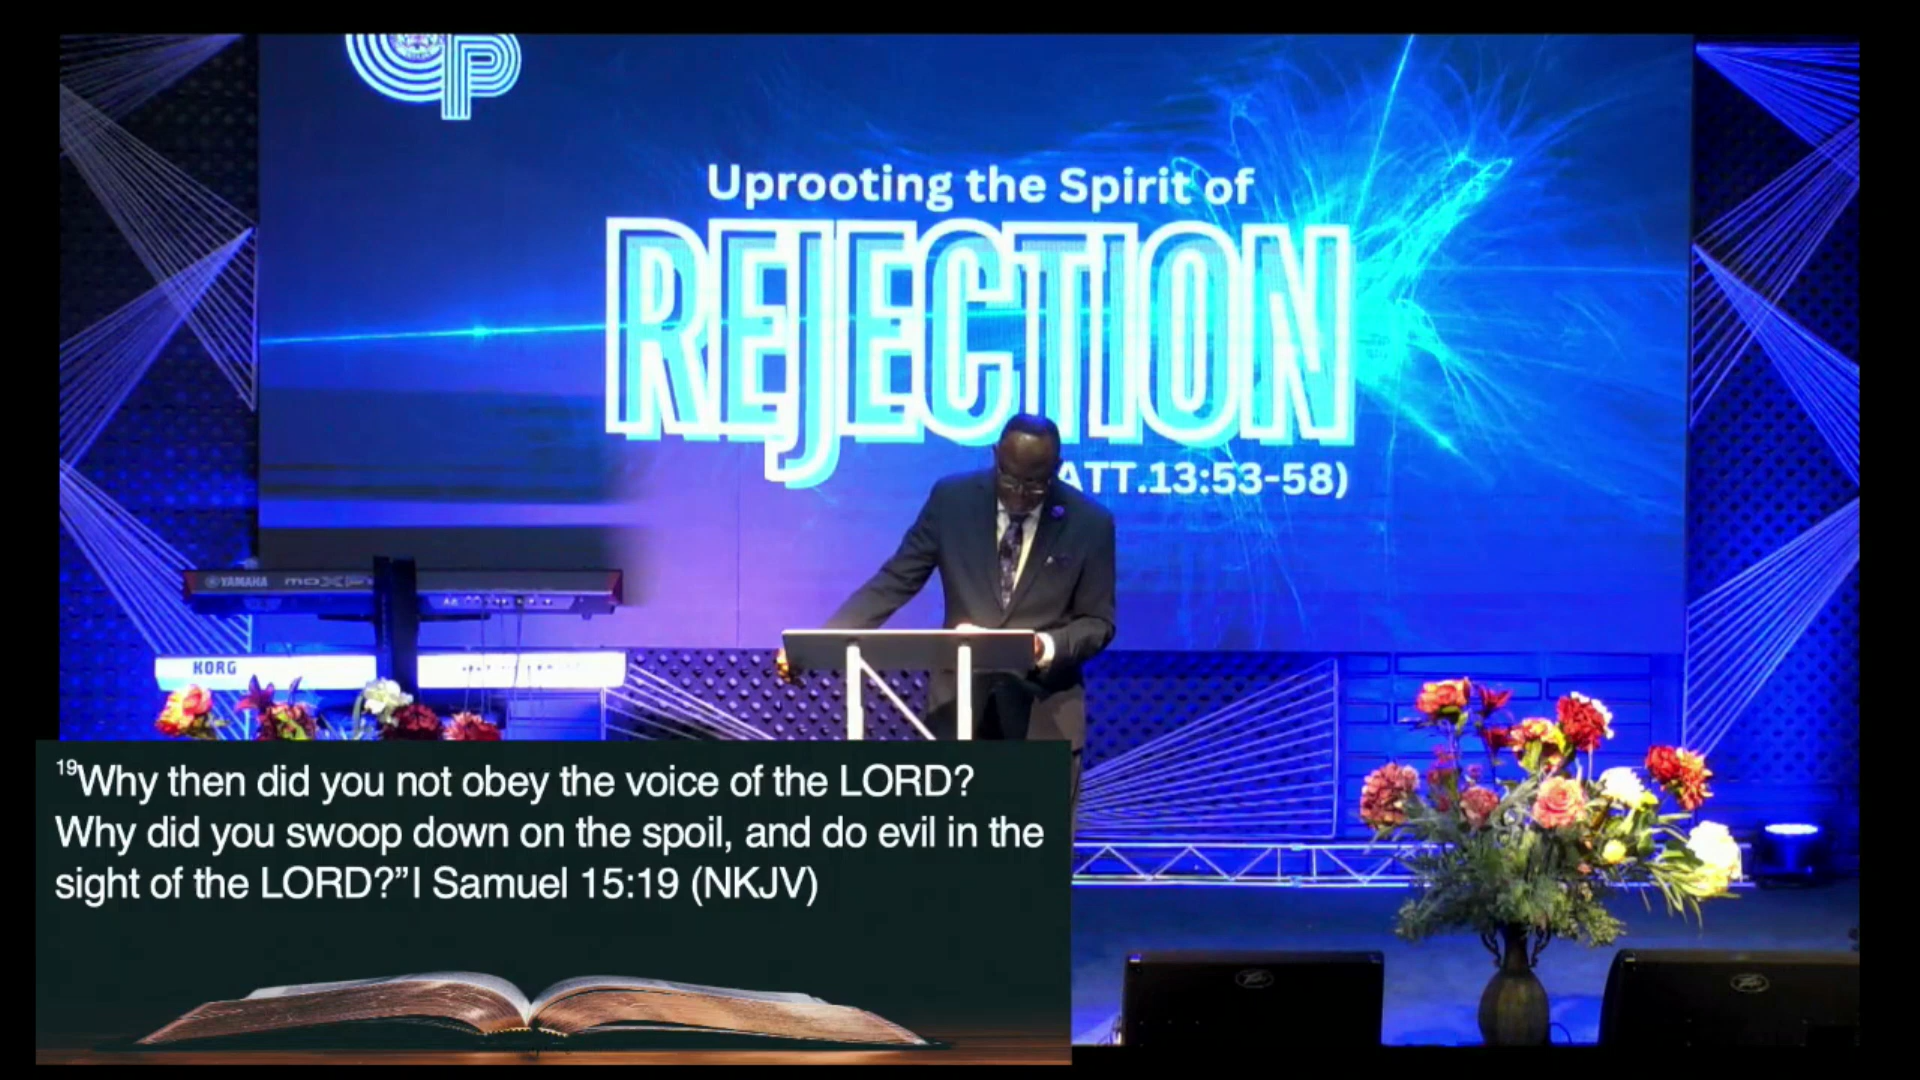 CP
Uprooting the Spirit of
REJECTION
ATT.13:53-58)
YAMAHA MOXF
KORG
¹⁹Why then did you not obey the voice of the LORD?
Why did you swoop down on the spoil, and do evil in the
sight of the LORD?”I Samuel 15:19 (NKJV)